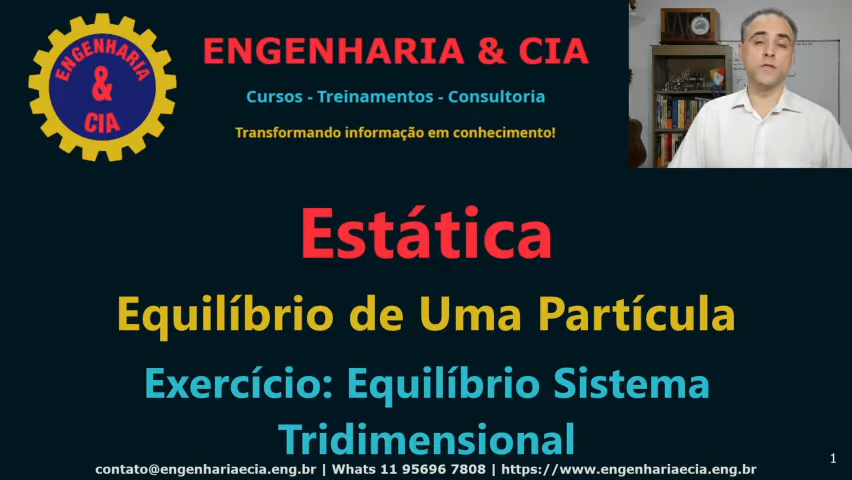 ENGENHARIA
&
CIA
ENGENHARIA & CIA
Cursos - Treinamentos - Consultoria
Transformando informação em conhecimento!
Estática
Equilíbrio de Uma Partícula
Exercício: Equilíbrio Sistema
Tridimensional
contato@engenhariaecia.eng.br | Whats 11 95696 7808 | https://www.engenhariaecia.eng.br
1